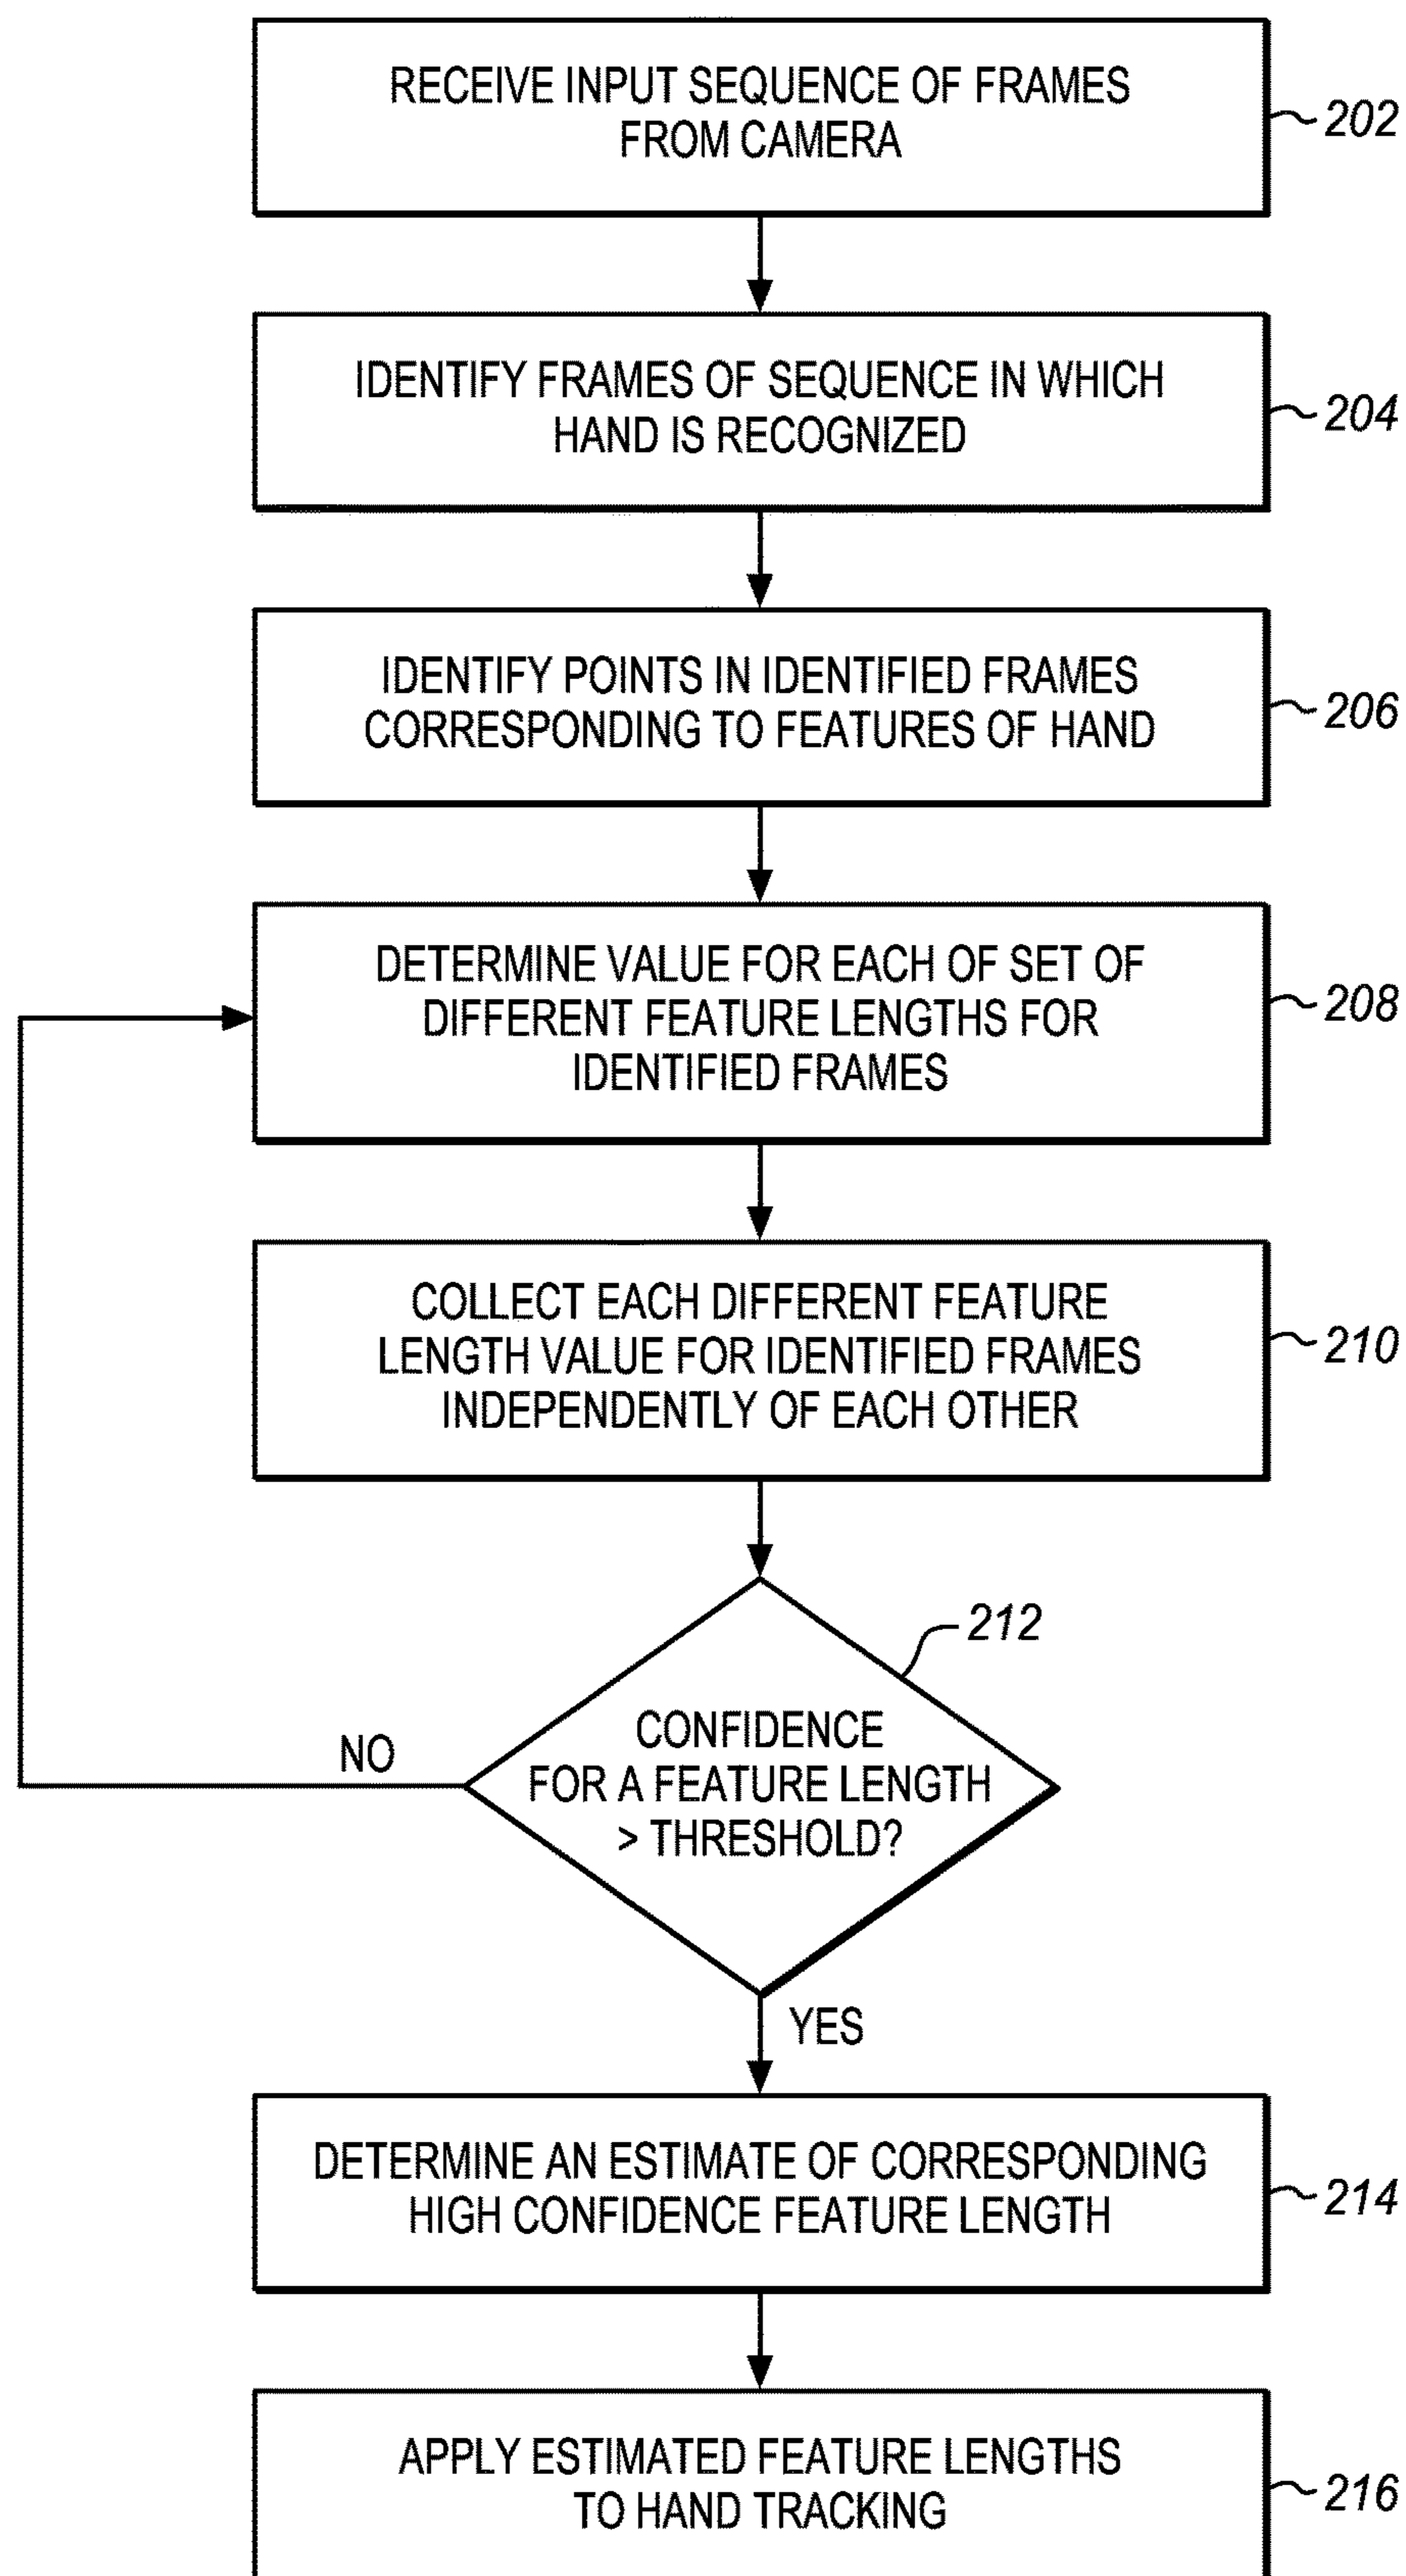 RECEIVE INPUT SEQUENCE OF FRAMES
FROM CAMERA
202
IDENTIFY FRAMES OF SEQUENCE IN WHICH
HAND IS RECOGNIZED
204
IDENTIFY POINTS IN IDENTIFIED FRAMES
CORRESPONDING TO FEATURES OF HAND
206
DETERMINE VALUE FOR EACH OF SET OF
DIFFERENT FEATURE LENGTHS FOR
IDENTIFIED FRAMES
208
COLLECT EACH DIFFERENT FEATURE
LENGTH VALUE FOR IDENTIFIED FRAMES
INDEPENDENTLY OF EACH OTHER
210
212
CONFIDENCE
FOR A FEATURE LENGTH
> THRESHOLD?
NO
YES
DETERMINE AN ESTIMATE OF CORRESPONDING
HIGH CONFIDENCE FEATURE LENGTH
214
APPLY ESTIMATED FEATURE LENGTHS
TO HAND TRACKING
216